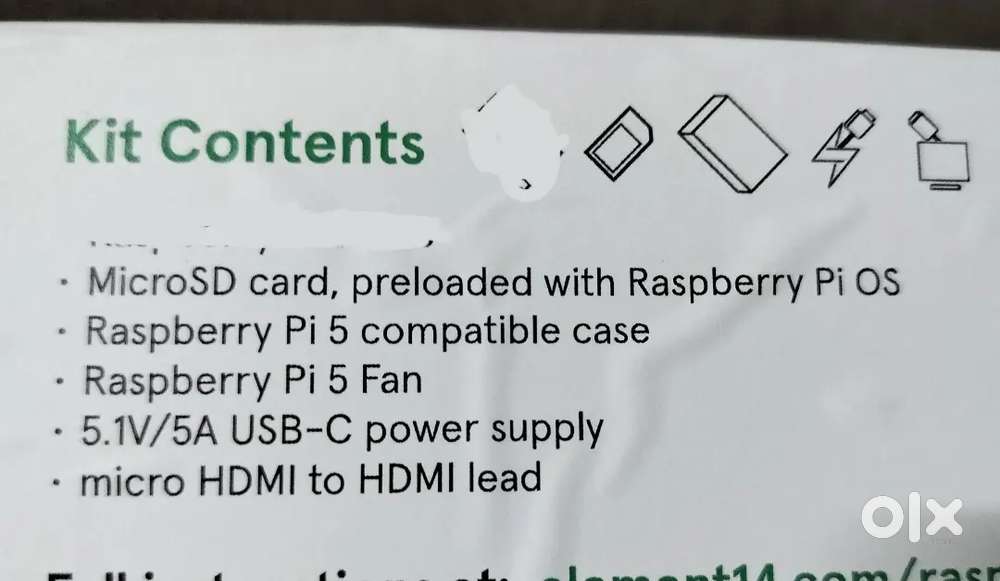 Kit Contents
· MicroSD card, preloaded with Raspberry Pi OS
· Raspberry Pi 5 compatible case
· Raspberry Pi 5 Fan
· 5.1V/5A USB-C power supply
· micro HDMI to HDMI lead
olx